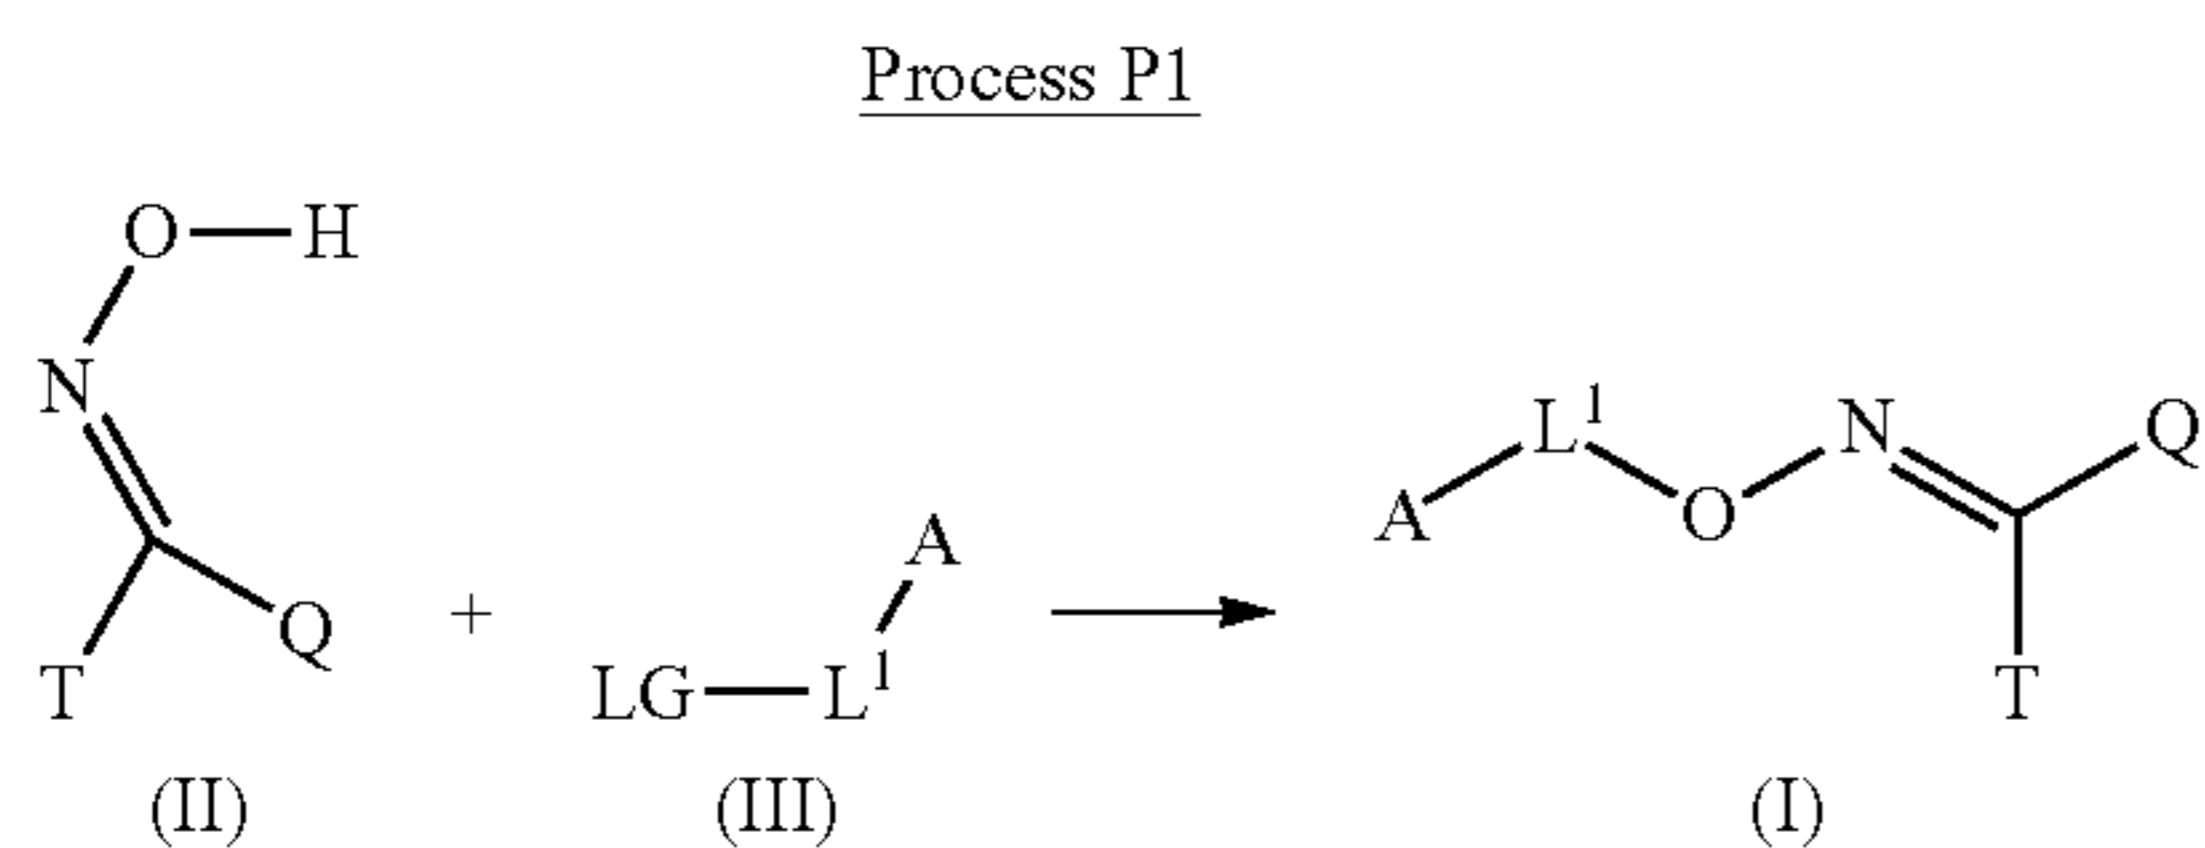 Process P1
O—H
N
T
Q
(II)
+
LG—L¹
A
(III)
A
L¹
O
N
Q
T
(I)